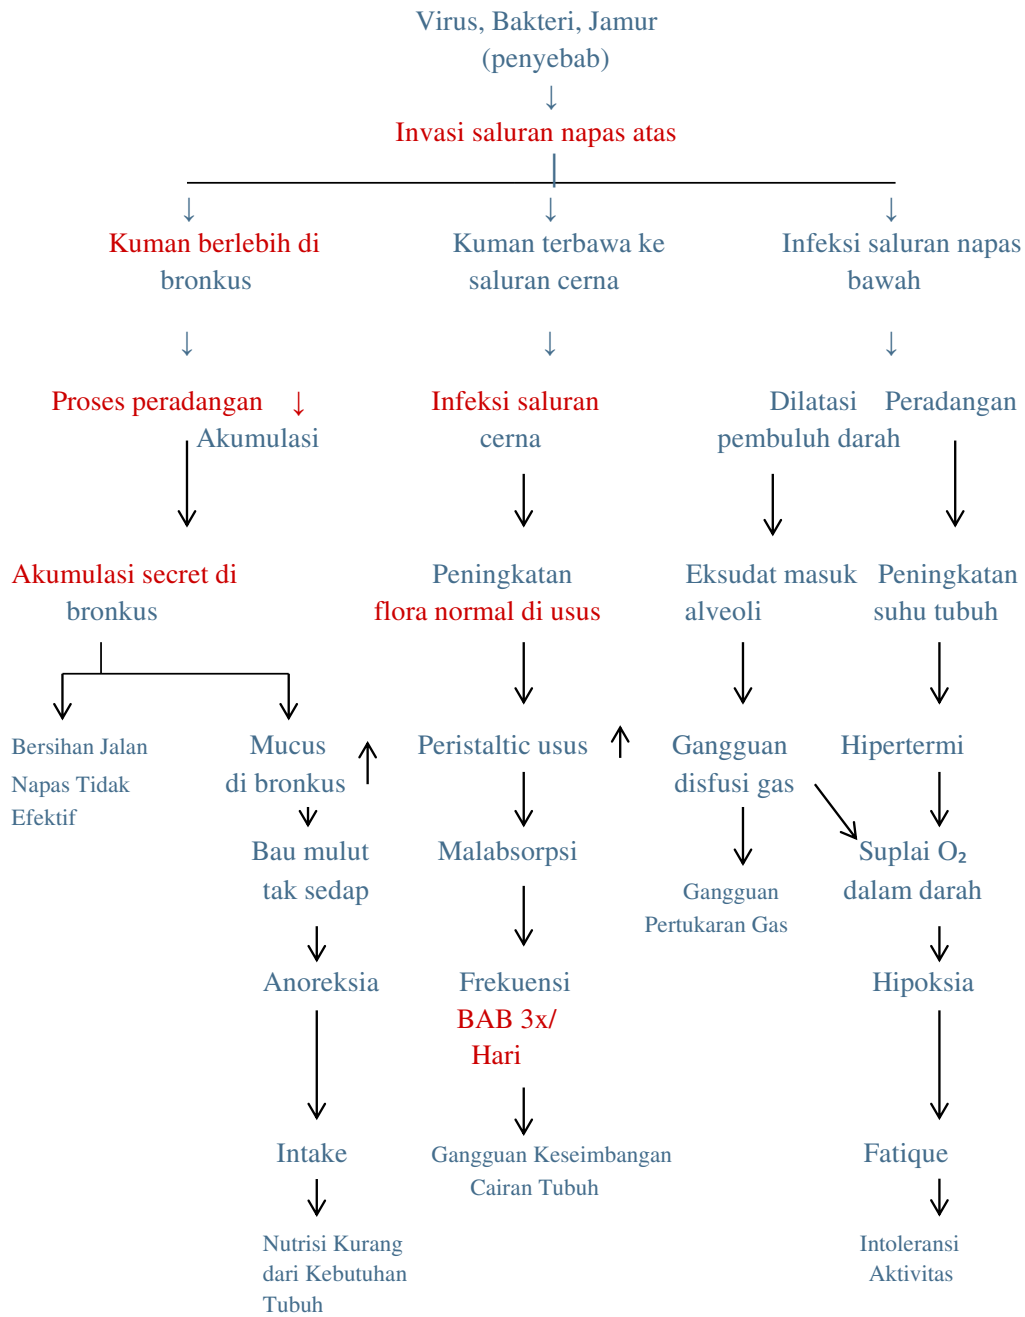 Virus, Bakteri, Jamur
(penyebab)
↓
Invasi saluran napas atas
↓ ↓ ↓
Kuman berlebih di
bronkus
Kuman terbawa ke
saluran cerna
Infeksi saluran napas
bawah
↓ ↓ ↓
Proses peradangan ↓
Akumulasi
Infeksi saluran
cerna
Dilatasi
pembuluh darah
Peradangan
Akumulasi secret di
bronkus
Peningkatan
flora normal di usus
Eksudat masuk
alveoli
Peningkatan
suhu tubuh
Bersihan Jalan
Napas Tidak
Efektif
Mucus
di bronkus
Peristaltic usus
Gangguan
disfusi gas
Hipertermi
Bau mulut
tak sedap
Malabsorpsi
Gangguan
Pertukaran Gas
Suplai O₂
dalam darah
Anoreksia
Frekuensi
BAB 3x/
Hari
Hipoksia
Intake
Gangguan Keseimbangan
Cairan Tubuh
Fatique
Nutrisi Kurang
dari Kebutuhan
Tubuh
Intoleransi
Aktivitas